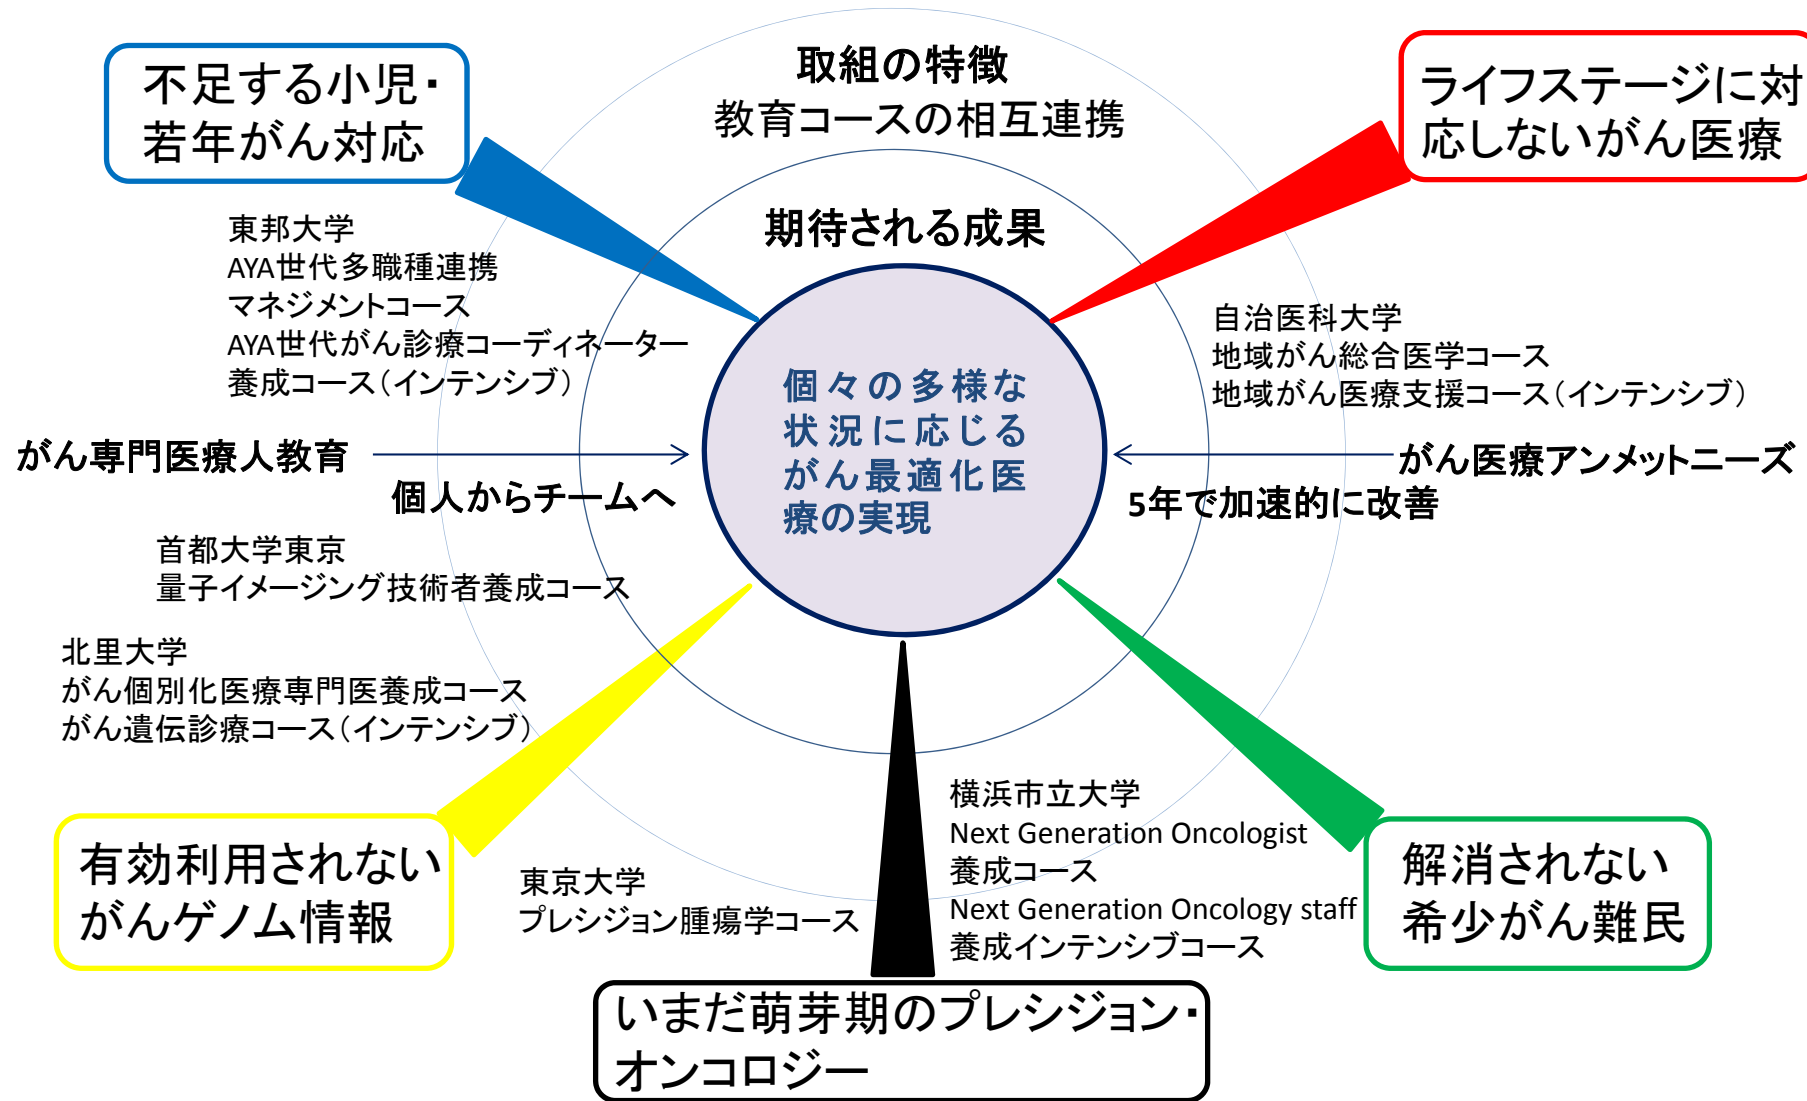 取組の特徴
教育コースの相互連携
不足する小児・
若年がん対応
ライフステージに対
応しないがん医療
期待される成果
東邦大学
AYA世代多職種連携
マネジメントコース
AYA世代がん診療コーディネーター
養成コース(インテンシブ)
自治医科大学
地域がん総合医学コース
地域がん医療支援コース(インテンシブ)
個々の多様な
状況に応じる
がん最適化医
療の実現
がん専門医療人教育
個人からチームへ
がん医療アンメットニーズ
5年で加速的に改善
首都大学東京
量子イメージング技術者養成コース
北里大学
がん個別化医療専門医養成コース
がん遺伝診療コース(インテンシブ)
有効利用されない
がんゲノム情報
東京大学
プレシジョン腫瘍学コース
横浜市立大学
Next Generation Oncologist
養成コース
Next Generation Oncology staff
養成インテンシブコース
解消されない
希少がん難民
いまだ萌芽期のプレシジョン・
オンコロジー